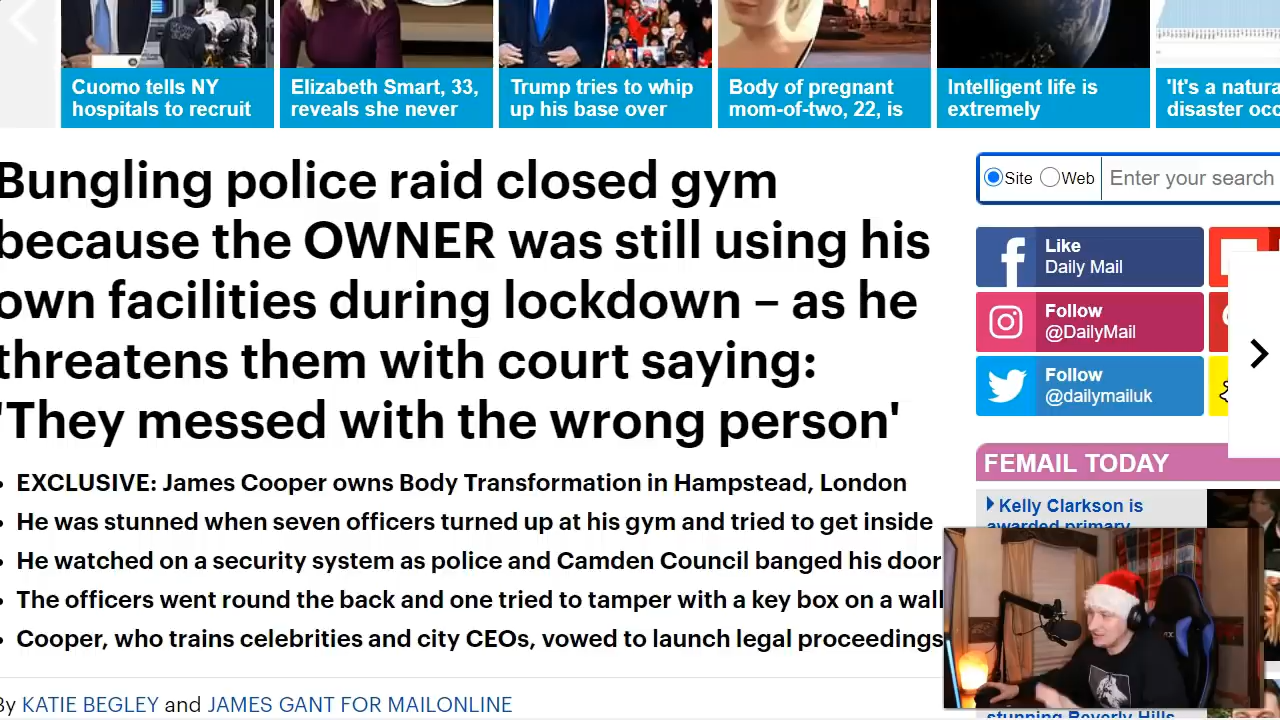 Cuomo tells NY
hospitals to recruit
Elizabeth Smart, 33,
reveals she never
Trump tries to whip
up his base over
Body of pregnant
mom-of-two, 22, is
Intelligent life is
extremely
'It's a natura
disaster occ
Bungling police raid closed gym
because the OWNER was still using his
own facilities during lockdown – as he
threatens them with court saying:
'They messed with the wrong person'
• EXCLUSIVE: James Cooper owns Body Transformation in Hampstead, London
• He was stunned when seven officers turned up at his gym and tried to get inside
• He watched on a security system as police and Camden Council banged his door
• The officers went round the back and one tried to tamper with a key box on a wall
• Cooper, who trains celebrities and city CEOs, vowed to launch legal proceedings
By KATIE BEGLEY and JAMES GANT FOR MAILONLINE
Site Web Enter your search
Like
Daily Mail
Follow
@DailyMail
Follow
@dailymailuk
FEMAIL TODAY
Kelly Clarkson is
awarded primary
stunning Beverly Hills